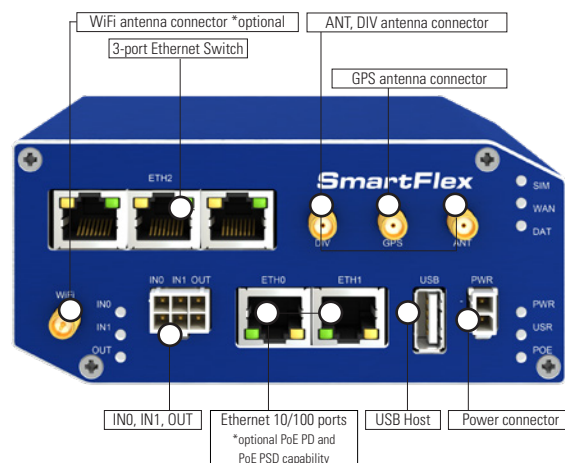 WiFi antenna connector *optional
ANT, DIV antenna connector
3-port Ethernet Switch
GPS antenna connector
ETH2
SmartFlex
SIM
WAN
DAT
DIV
GPS
ANT
WiFi
IN0
IN1
OUT
IN0 IN1 OUT
ETH0
ETH1
USB
PWR
PWR
USR
POE
IN0, IN1, OUT
Ethernet 10/100 ports
*optional PoE PD and
PoE PSD capability
USB Host
Power connector